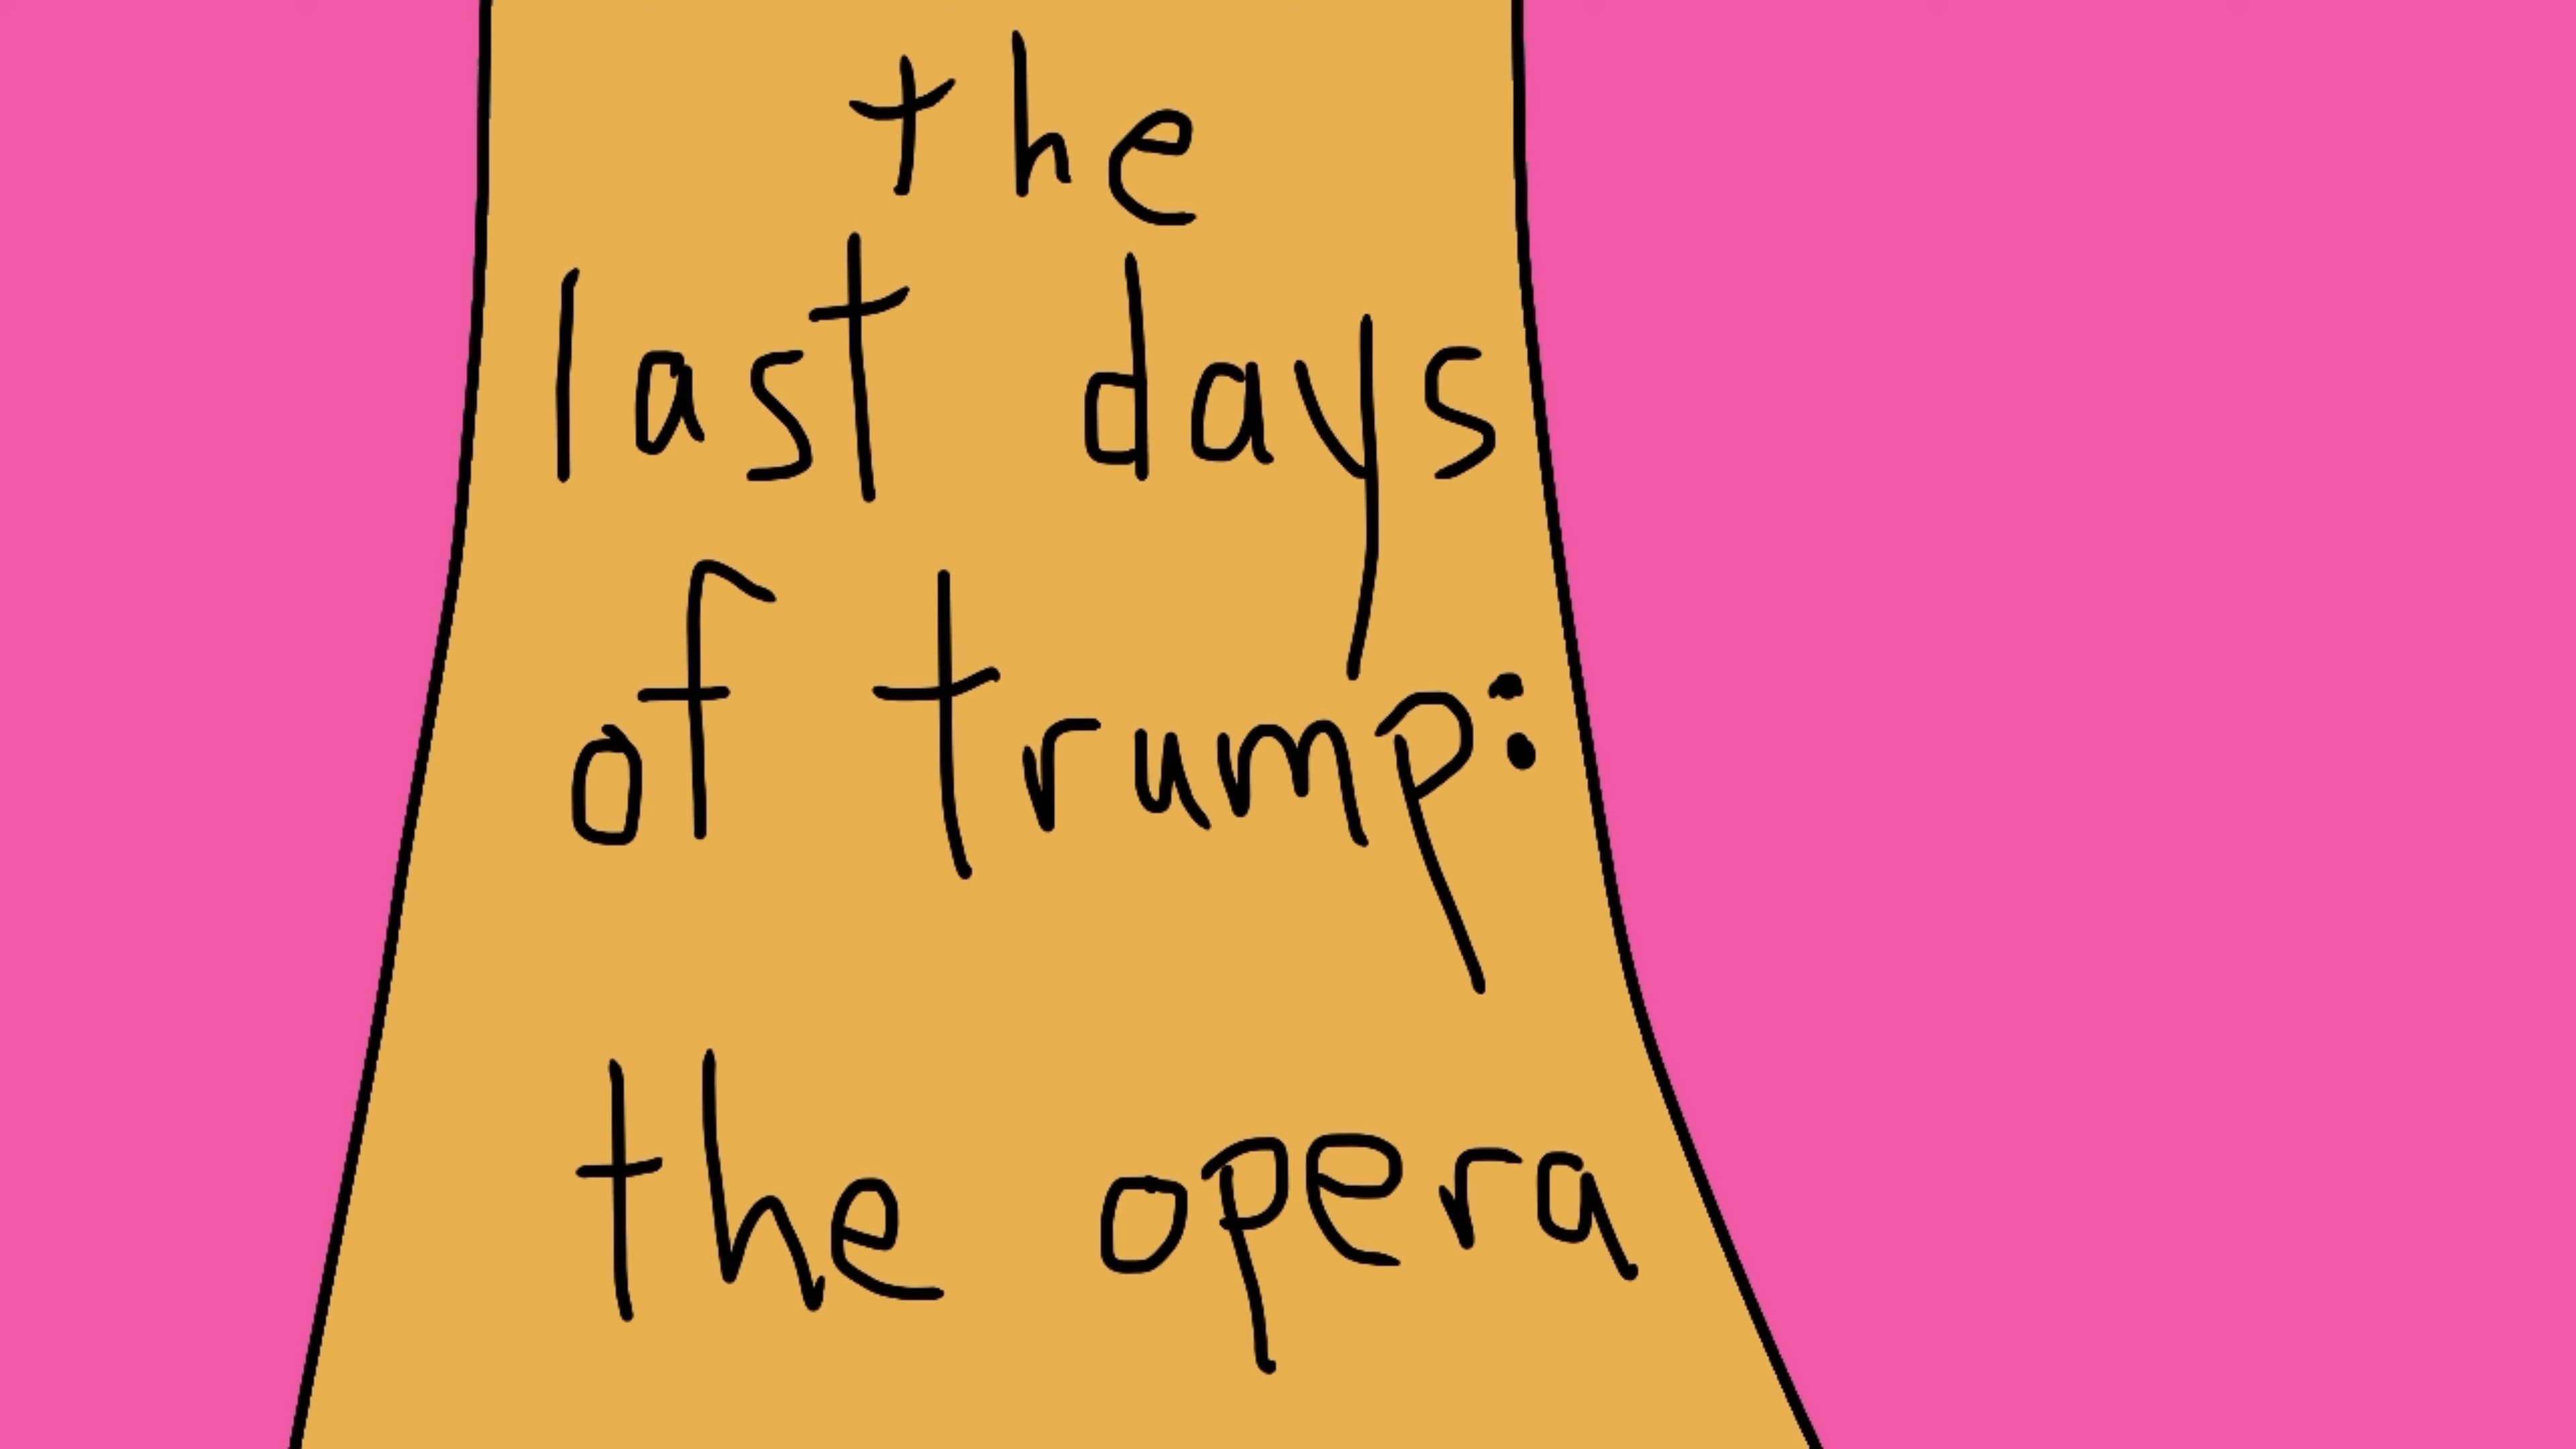 the
last days
of trump:
the opera